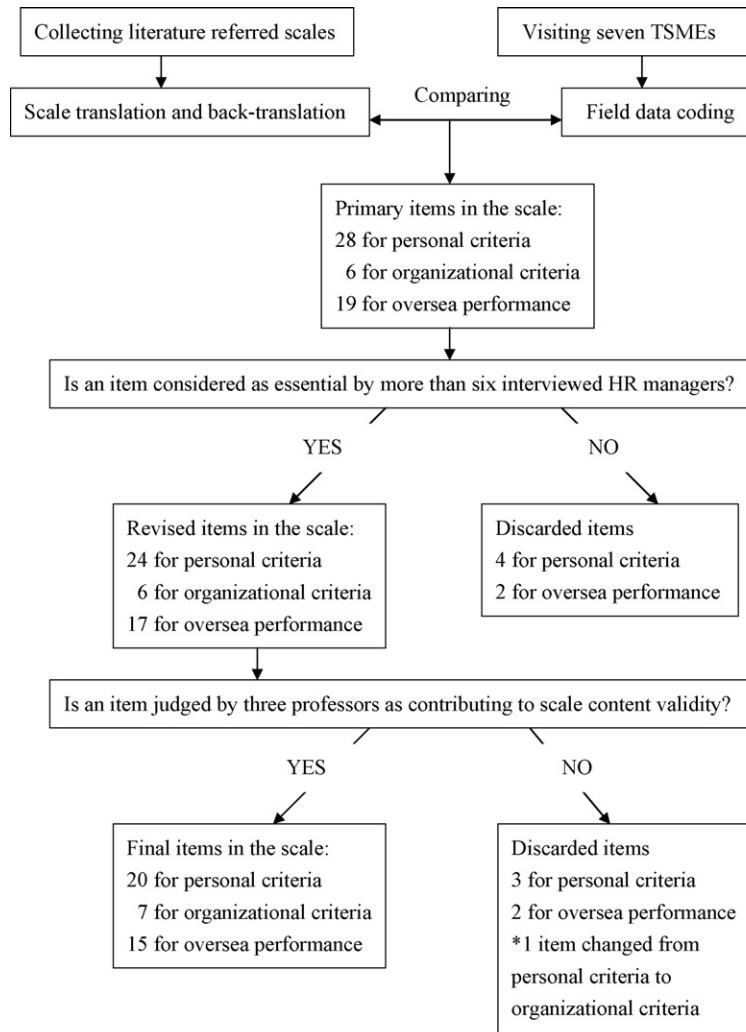 Collecting literature referred scales
Visiting seven TSMEs
Scale translation and back-translation
Comparing
Field data coding
Primary items in the scale:
28 for personal criteria
6 for organizational criteria
19 for oversea performance
Is an item considered as essential by more than six interviewed HR managers?
YES
NO
Revised items in the scale:
24 for personal criteria
6 for organizational criteria
17 for oversea performance
Discarded items
4 for personal criteria
2 for oversea performance
Is an item judged by three professors as contributing to scale content validity?
YES
NO
Final items in the scale:
20 for personal criteria
7 for organizational criteria
15 for oversea performance
Discarded items
3 for personal criteria
2 for oversea performance
*1 item changed from
personal criteria to
organizational criteria